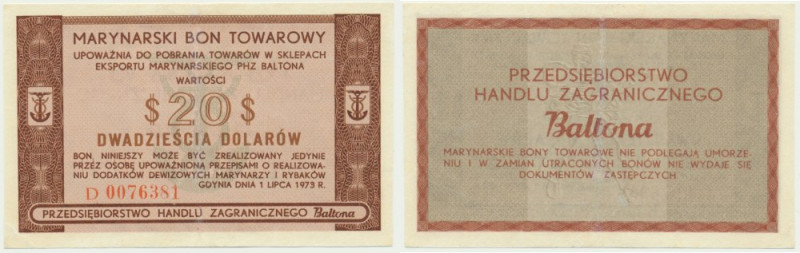 MARYNARSKI BON TOWAROWY
UPOWAŻNIA DO POBRANIA TOWARÓW W SKLEPACH
EKSPORTU MARYNARSKIEGO PHZ BALTONA
WARTOŚCI
$ 20 $
DWADZIEŚCIA DOLARÓW
BON NINIEJSZY MOŻE BYĆ ZREALIZOWANY JEDYNIE
PRZEZ OSOBĘ UPOWAŻNIONĄ PRZEPISAMI O REALIZOWA-
NIU DODATKÓW DEWIZOWYCH MARYNARZY I RYBAKÓW
GDYNIA DNIA 1 LIPCA 1973 R.
D 0076381
PRZEDSIĘBIORSTWO HANDLU ZAGRANICZNEGO Baltona
PRZEDSIĘBIORSTWO
HANDLU ZAGRANICZNEGO
Baltona
MARYNARSKIE BONY TOWAROWE NIE PODLEGAJĄ UMORZE-
NIU I W ZAMIAN UTRACONYCH BONÓW NIE WYDAJE SIĘ
DOKUMENTÓW ZASTĘPCZYCH